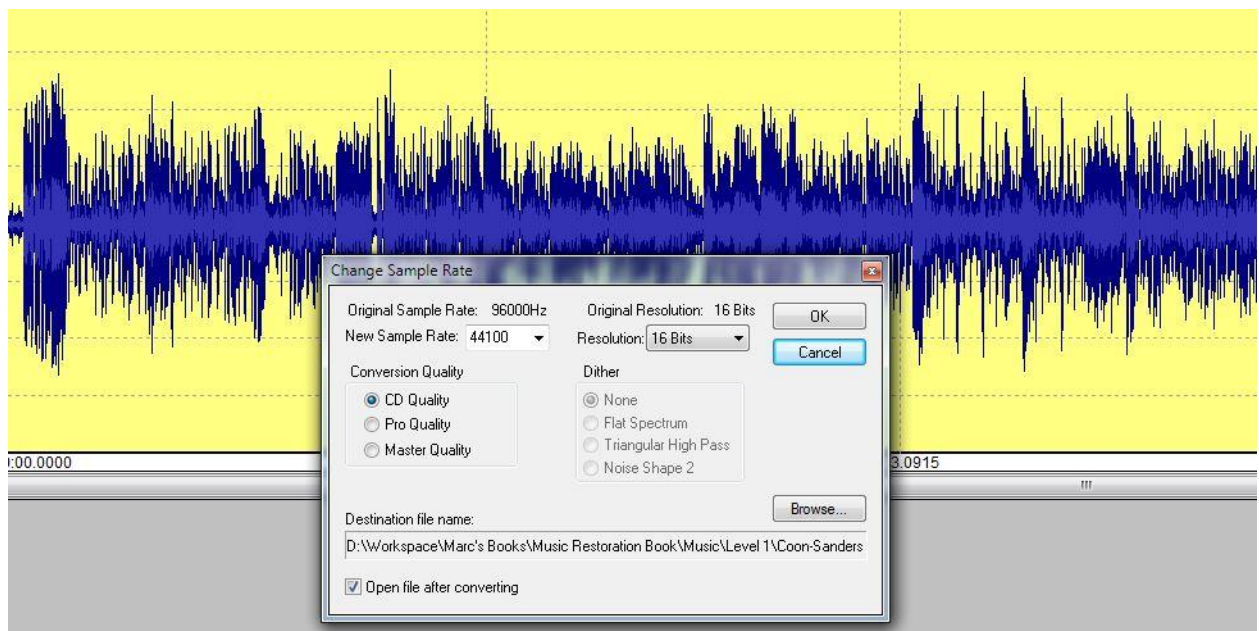 Change Sample Rate
Original Sample Rate: 96000Hz Original Resolution: 16 Bits OK
New Sample Rate: 44100 Resolution: 16 Bits Cancel
Conversion Quality Dither
CD Quality None
Pro Quality Flat Spectrum
Master Quality Triangular High Pass
Noise Shape 2
:00.0000 3.0915
Browse...
Destination file name:
D:\Workspace\Marc's Books\Music Restoration Book\Music\Level 1\Coon-Sanders
Open file after converting